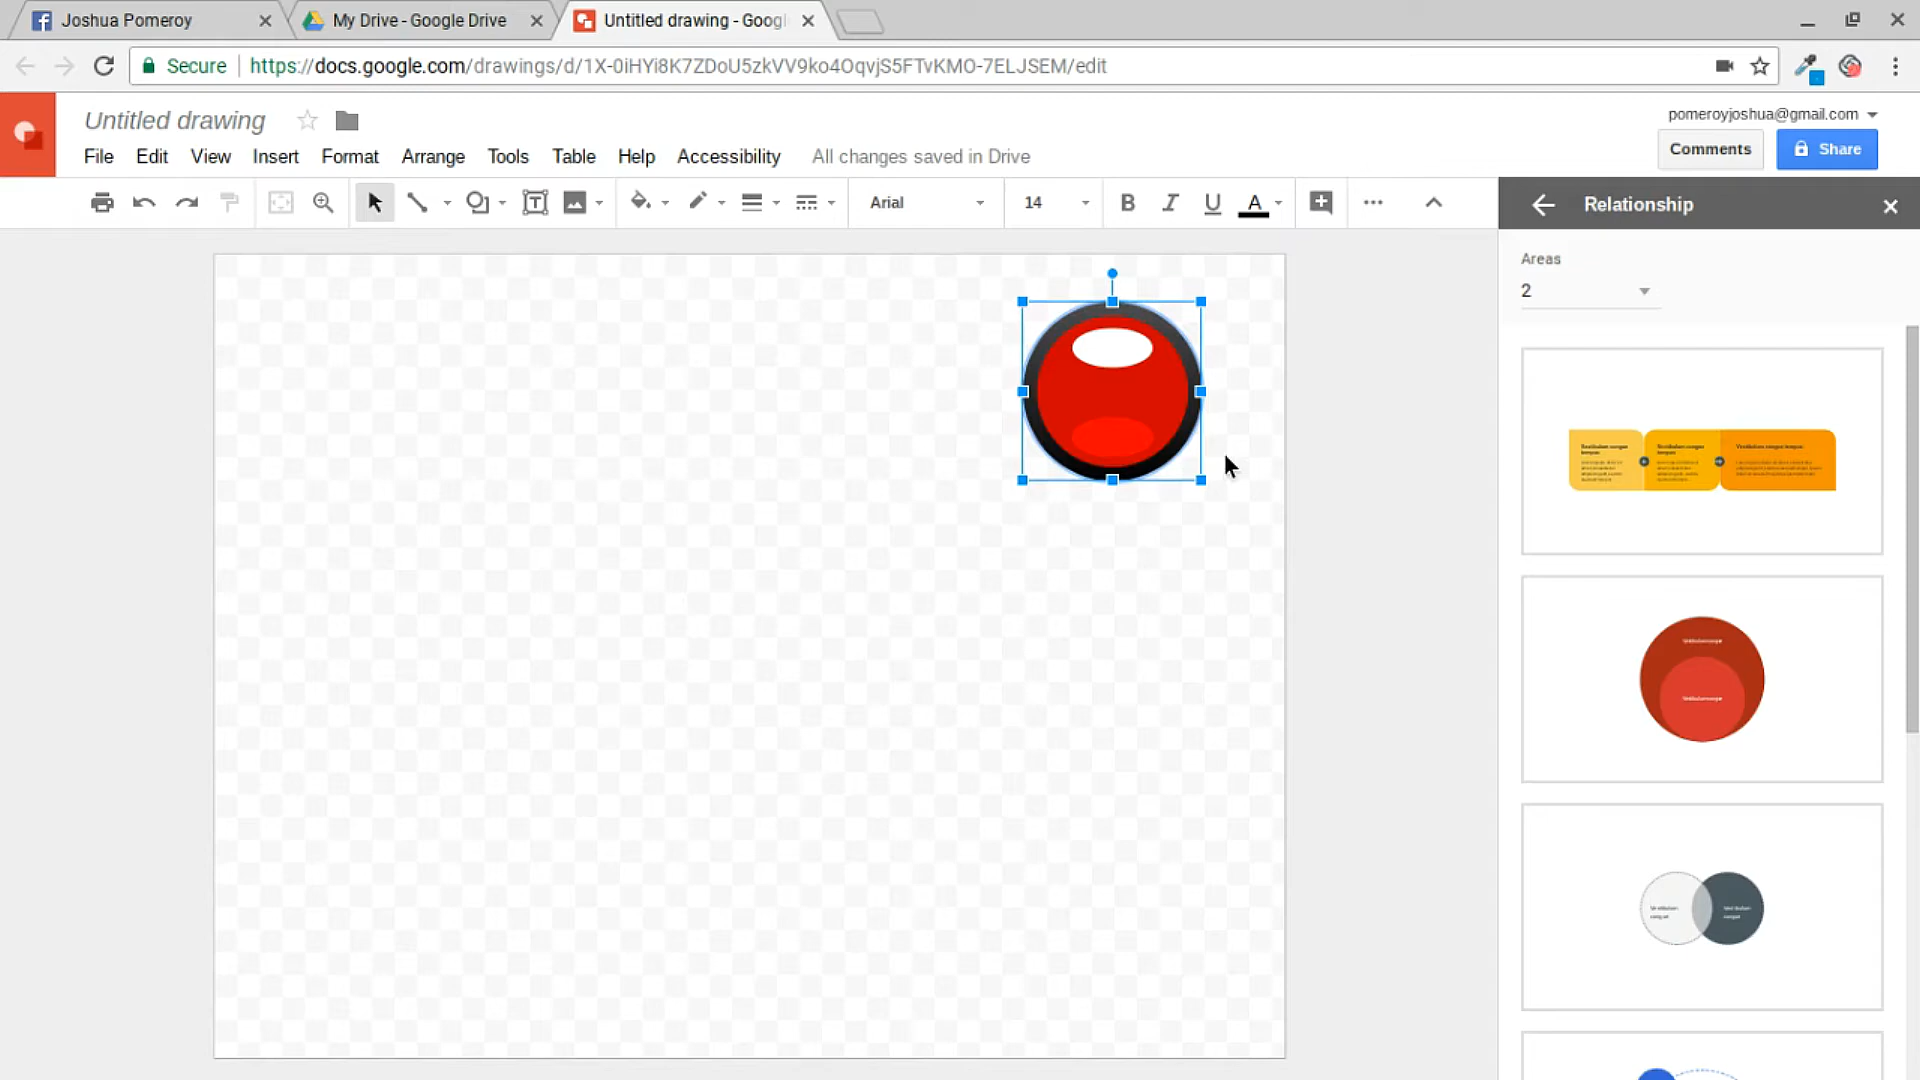 Joshua Pomeroy
My Drive - Google Drive
Untitled drawing - Googl
Secure
https://docs.google.com/drawings/d/1X-0iHYi8K7ZDoU5zkVV9ko4OqvjS5FTvKMO-7ELJSEM/edit
Untitled drawing
pomeroyjoshua@gmail.com
File Edit View Insert Format Arrange Tools Table Help Accessibility All changes saved in Drive
Comments
Share
Arial
14
B I U A
Relationship
Areas
2